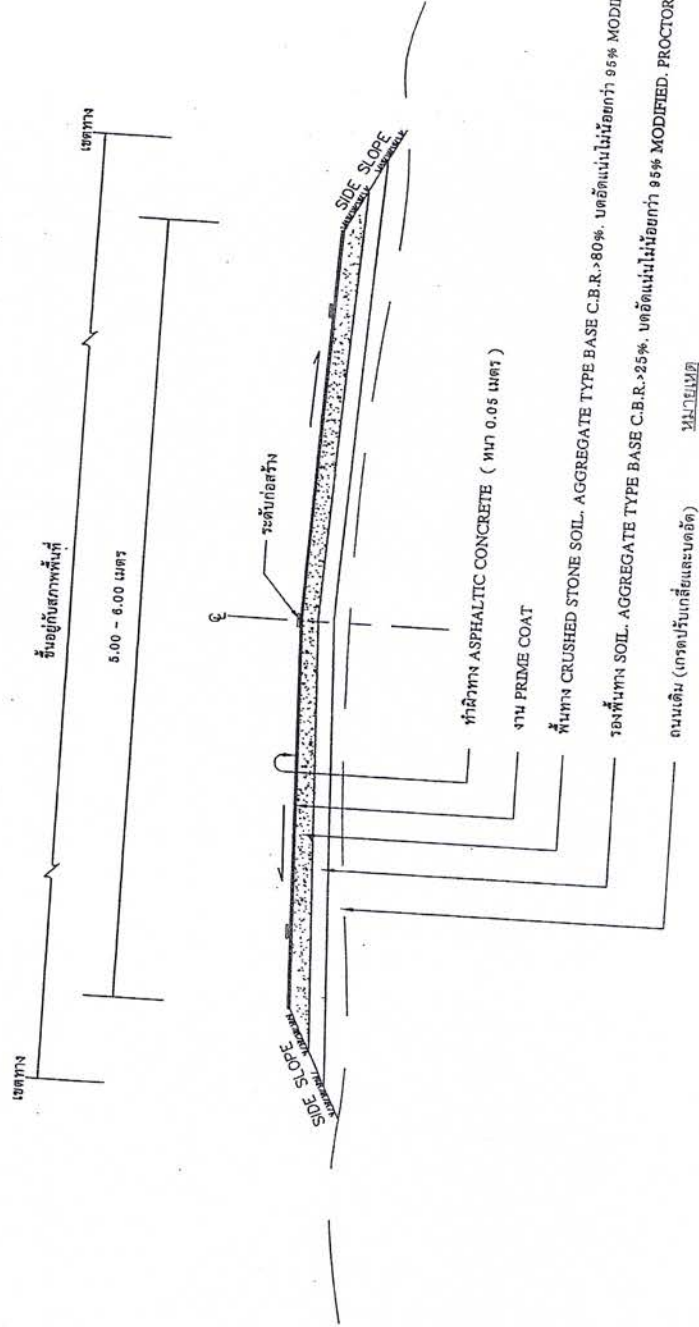 เขตทาง
เขตทาง
ขึ้นอยู่กับสภาพพื้นที่
5.00 - 6.00 เมตร
℄
ระดับก่อสร้าง
SIDE SLOPE
SIDE SLOPE
ทำผิวทาง ASPHALTIC CONCRETE ( หนา 0.05 เมตร )
งาน PRIME COAT
พื้นทาง CRUSHED STONE SOIL. AGGREGATE TYPE BASE C.B.R.>80%. บดอัดแน่นไม่น้อยกว่า 95% MODI
รองพื้นทาง SOIL. AGGREGATE TYPE BASE C.B.R.>25%. บดอัดแน่นไม่น้อยกว่า 95% MODIFIED. PROCTOR
ถนนเดิม (เกรดปรับเกลี่ยและบดอัด)
หมายเหตุ